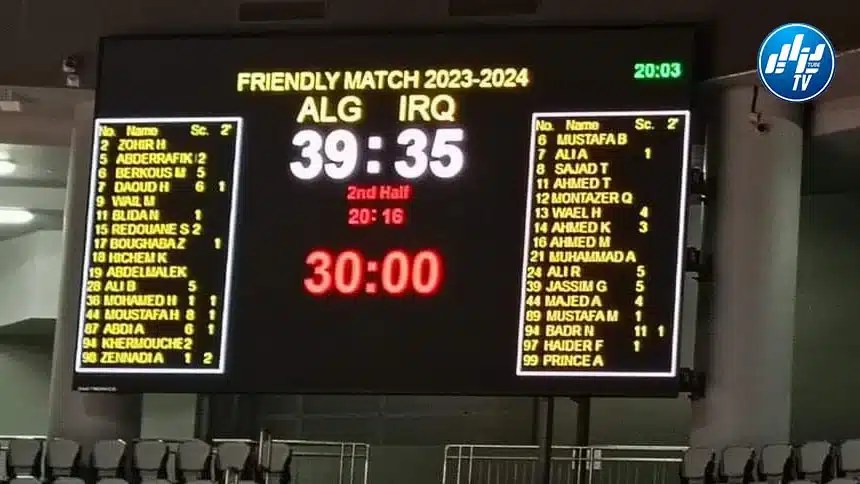 FRIENDLY MATCH 2023-2024
20:03
ALG IRQ
39:35
2nd Half
20:16
30:00
No. Name Sc. 2'
2 ZOHIR H
5 ABDERRAFIK 2
6 BERKOUS M 5
7 DAOUD H 6 1
9 WAIL M
11 BLIDA N 1
15 REDOUANE S 2
17 BOUGHABA Z 1
18 HICHEM K
19 ABDELMALEK
28 ALI B 5
36 MOHAMED H 1 1
44 MOUSTAFA H 8 1
87 ABDI A 6 1
94 KHERMOUCHE 2
98 ZENNADI A 1 2
No. Name Sc. 2'
6 MUSTAFA B
7 ALI A 1
8 SAJAD T
11 AHMED T
12 MONTAZER Q
13 WAEL H 4
14 AHMED K 3
16 AHMED M
21 MUHAMMAD A
24 ALI R 5
39 JASSIM G 5
44 MAJED A 4
89 MUSTAFA M 1
94 BADR N 11 1
97 HAIDER F 1
99 PRINCE A
TUBE
TV